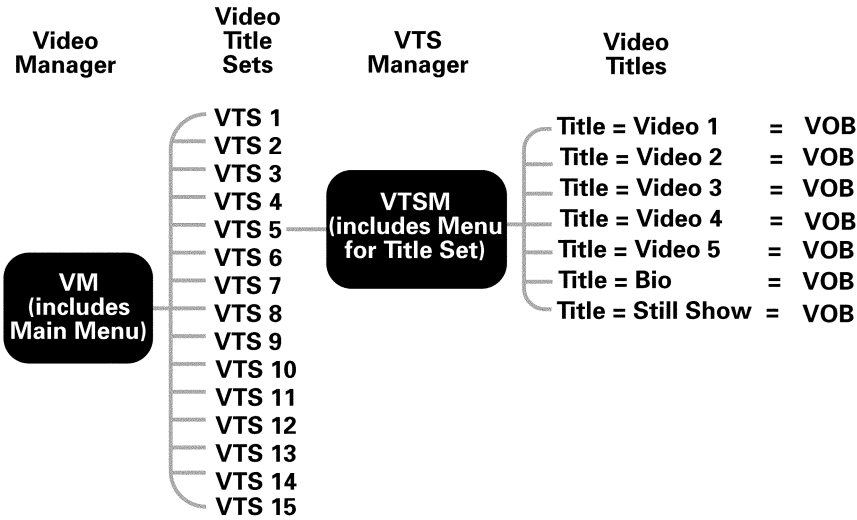 Video
Manager
Video
Title
Sets
VTS
Manager
Video
Titles
VM
(includes
Main Menu)
VTS 1
VTS 2
VTS 3
VTS 4
VTS 5
VTS 6
VTS 7
VTS 8
VTS 9
VTS 10
VTS 11
VTS 12
VTS 13
VTS 14
VTS 15
VTSM
(includes Menu
for Title Set)
Title = Video 1 = VOB
Title = Video 2 = VOB
Title = Video 3 = VOB
Title = Video 4 = VOB
Title = Video 5 = VOB
Title = Bio = VOB
Title = Still Show = VOB